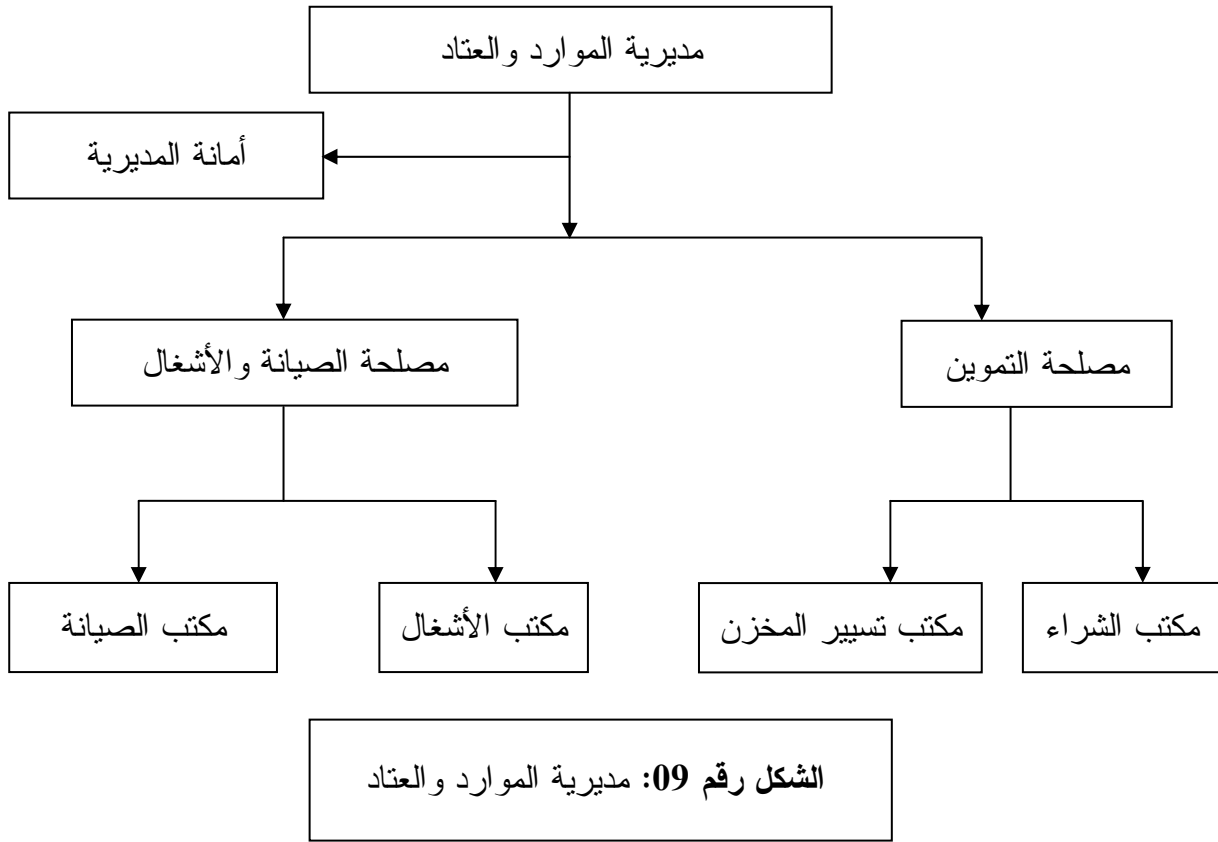 مديرية الموارد والعتاد
أمانة المديرية
مصلحة التموين
مصلحة الصيانة والأشغال
مكتب الشراء
مكتب تسيير المخزن
مكتب الأشغال
مكتب الصيانة
الشكل رقم 09: مديرية الموارد والعتاد